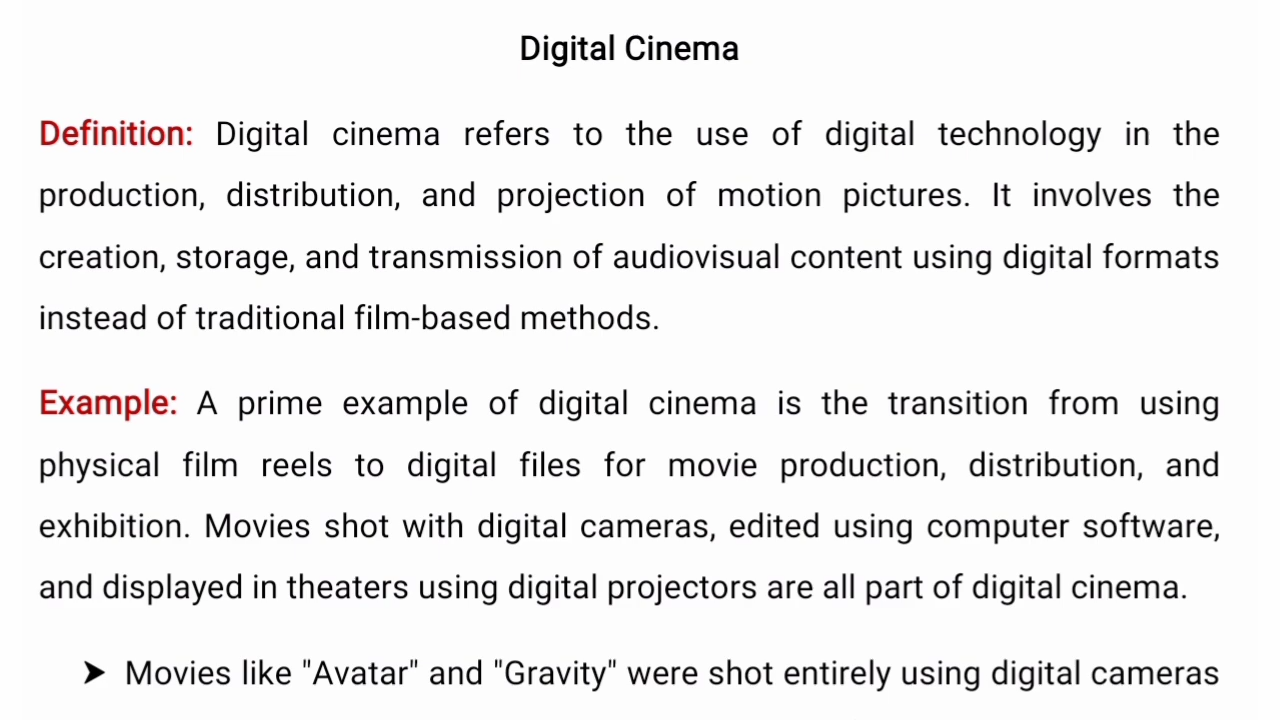 Digital Cinema
Definition: Digital cinema refers to the use of digital technology in the
production, distribution, and projection of motion pictures. It involves the
creation, storage, and transmission of audiovisual content using digital formats
instead of traditional film-based methods.
Example: A prime example of digital cinema is the transition from using
physical film reels to digital files for movie production, distribution, and
exhibition. Movies shot with digital cameras, edited using computer software,
and displayed in theaters using digital projectors are all part of digital cinema.
➤ Movies like "Avatar" and "Gravity" were shot entirely using digital cameras